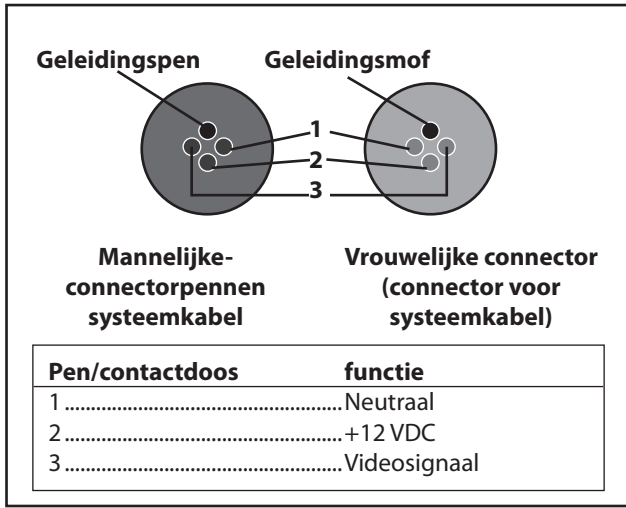 Geleidingspen Geleidingsmof
1
2
3
Mannelijke-
connectorpennen
systeemkabel
Vrouwelijke connector
(connector voor
systeemkabel)
Pen/contactdoos functie
1.....................................................Neutraal
2.....................................................+12 VDC
3.....................................................Videosignaal